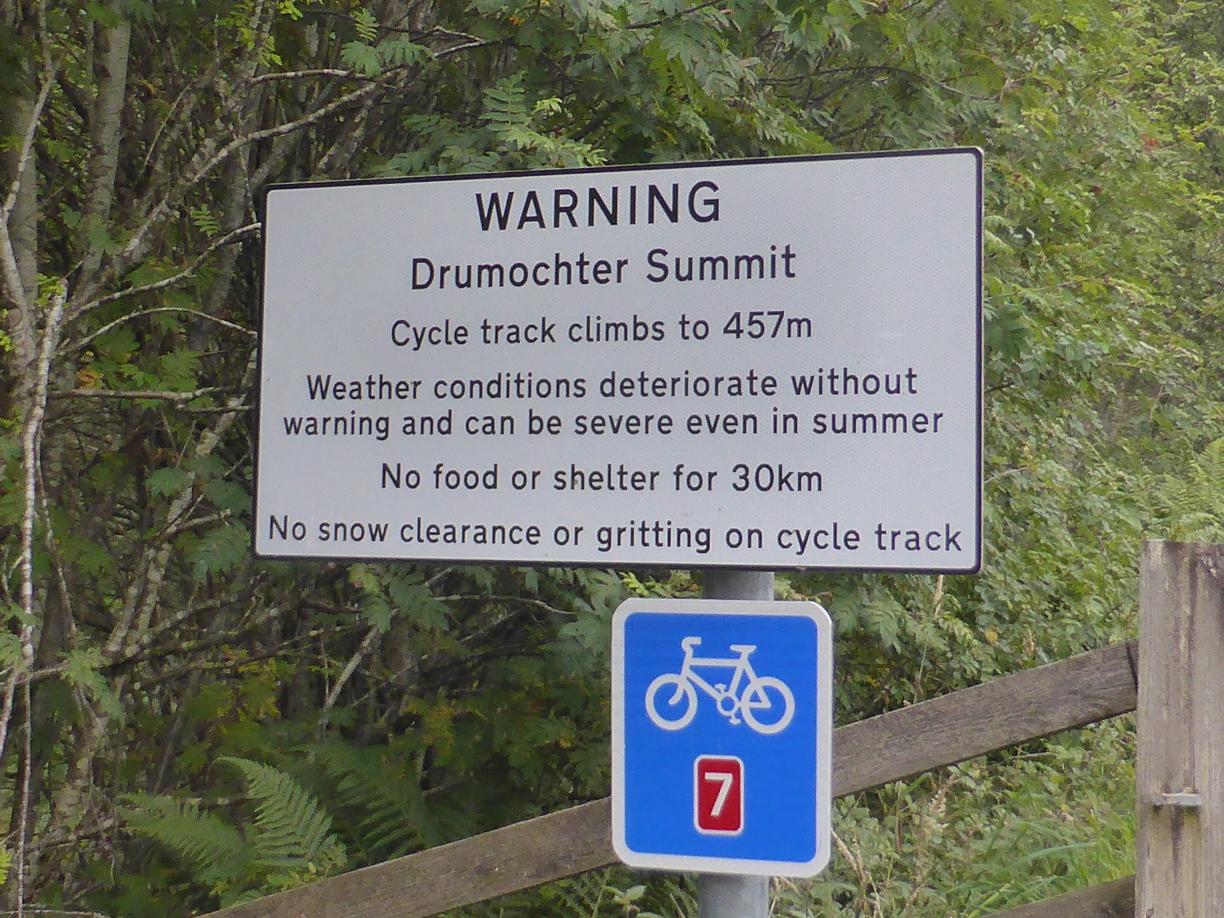 WARNING
Drumochter Summit
Cycle track climbs to 457m
Weather conditions deteriorate without
warning and can be severe even in summer
No food or shelter for 30km
No snow clearance or gritting on cycle track
7